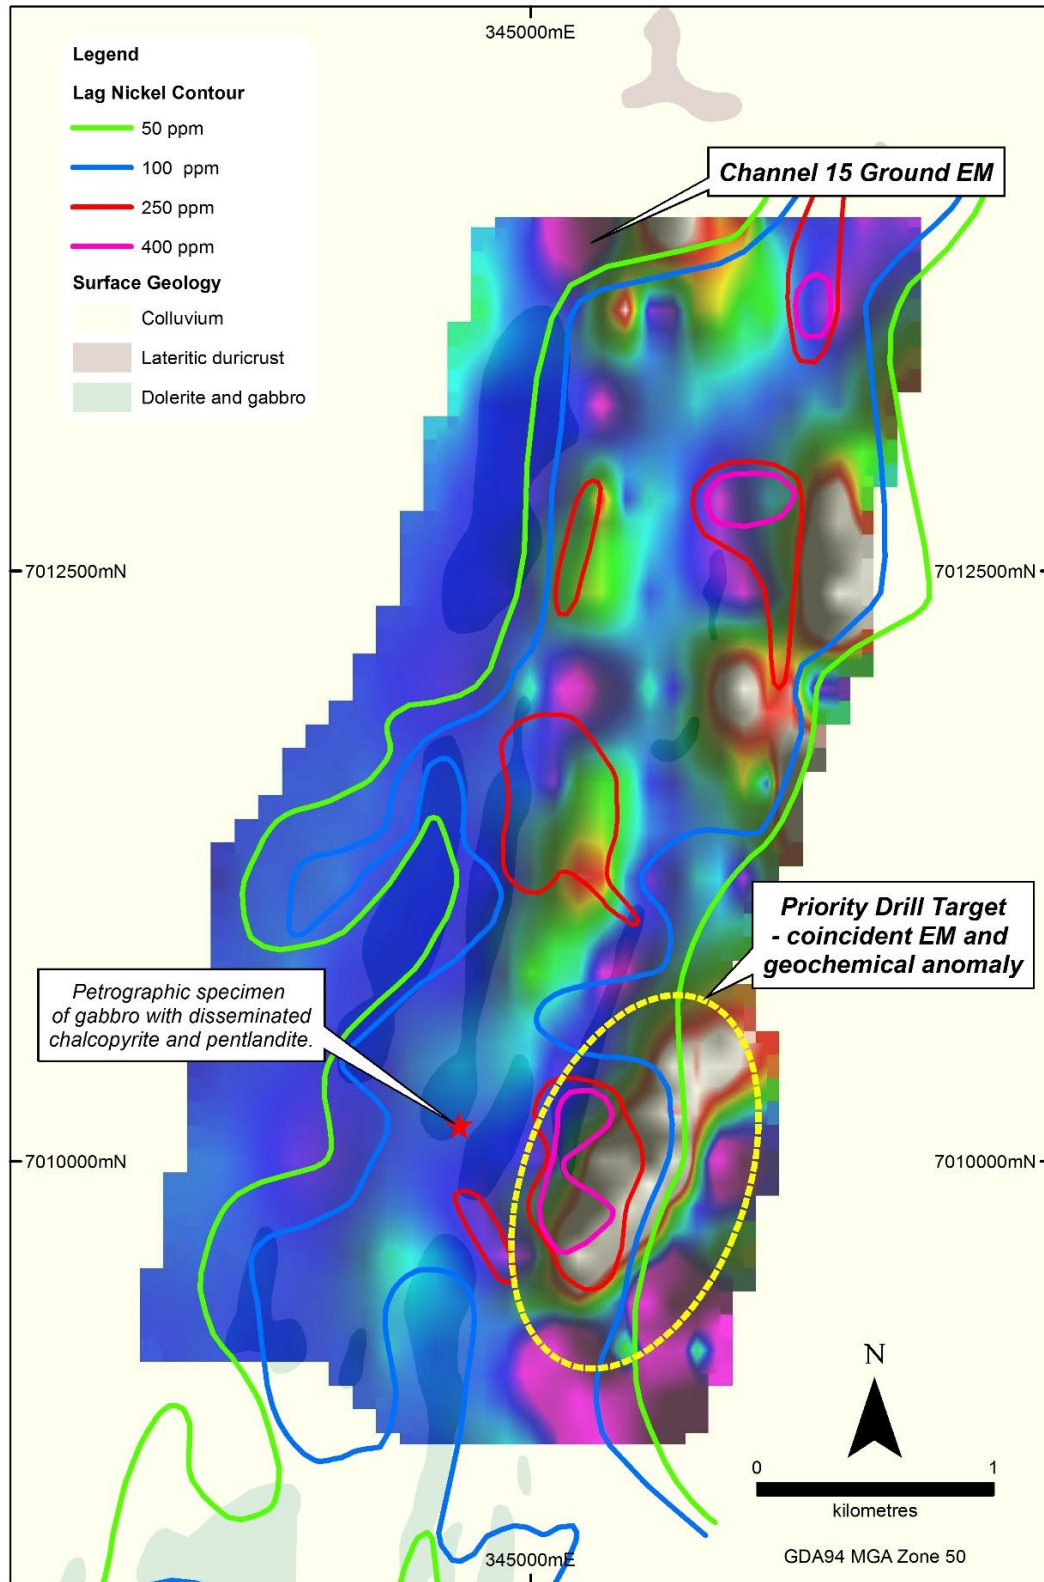 345000mE
Legend
Lag Nickel Contour
50 ppm
100 ppm
250 ppm
400 ppm
Surface Geology
Colluvium
Lateritic duricrust
Dolerite and gabbro
Channel 15 Ground EM
7012500mN
7012500mN
Priority Drill Target
- coincident EM and
geochemical anomaly
Petrographic specimen
of gabbro with disseminated
chalcopyrite and pentlandite.
7010000mN
7010000mN
N
0
1
kilometres
345000mE
GDA94 MGA Zone 50